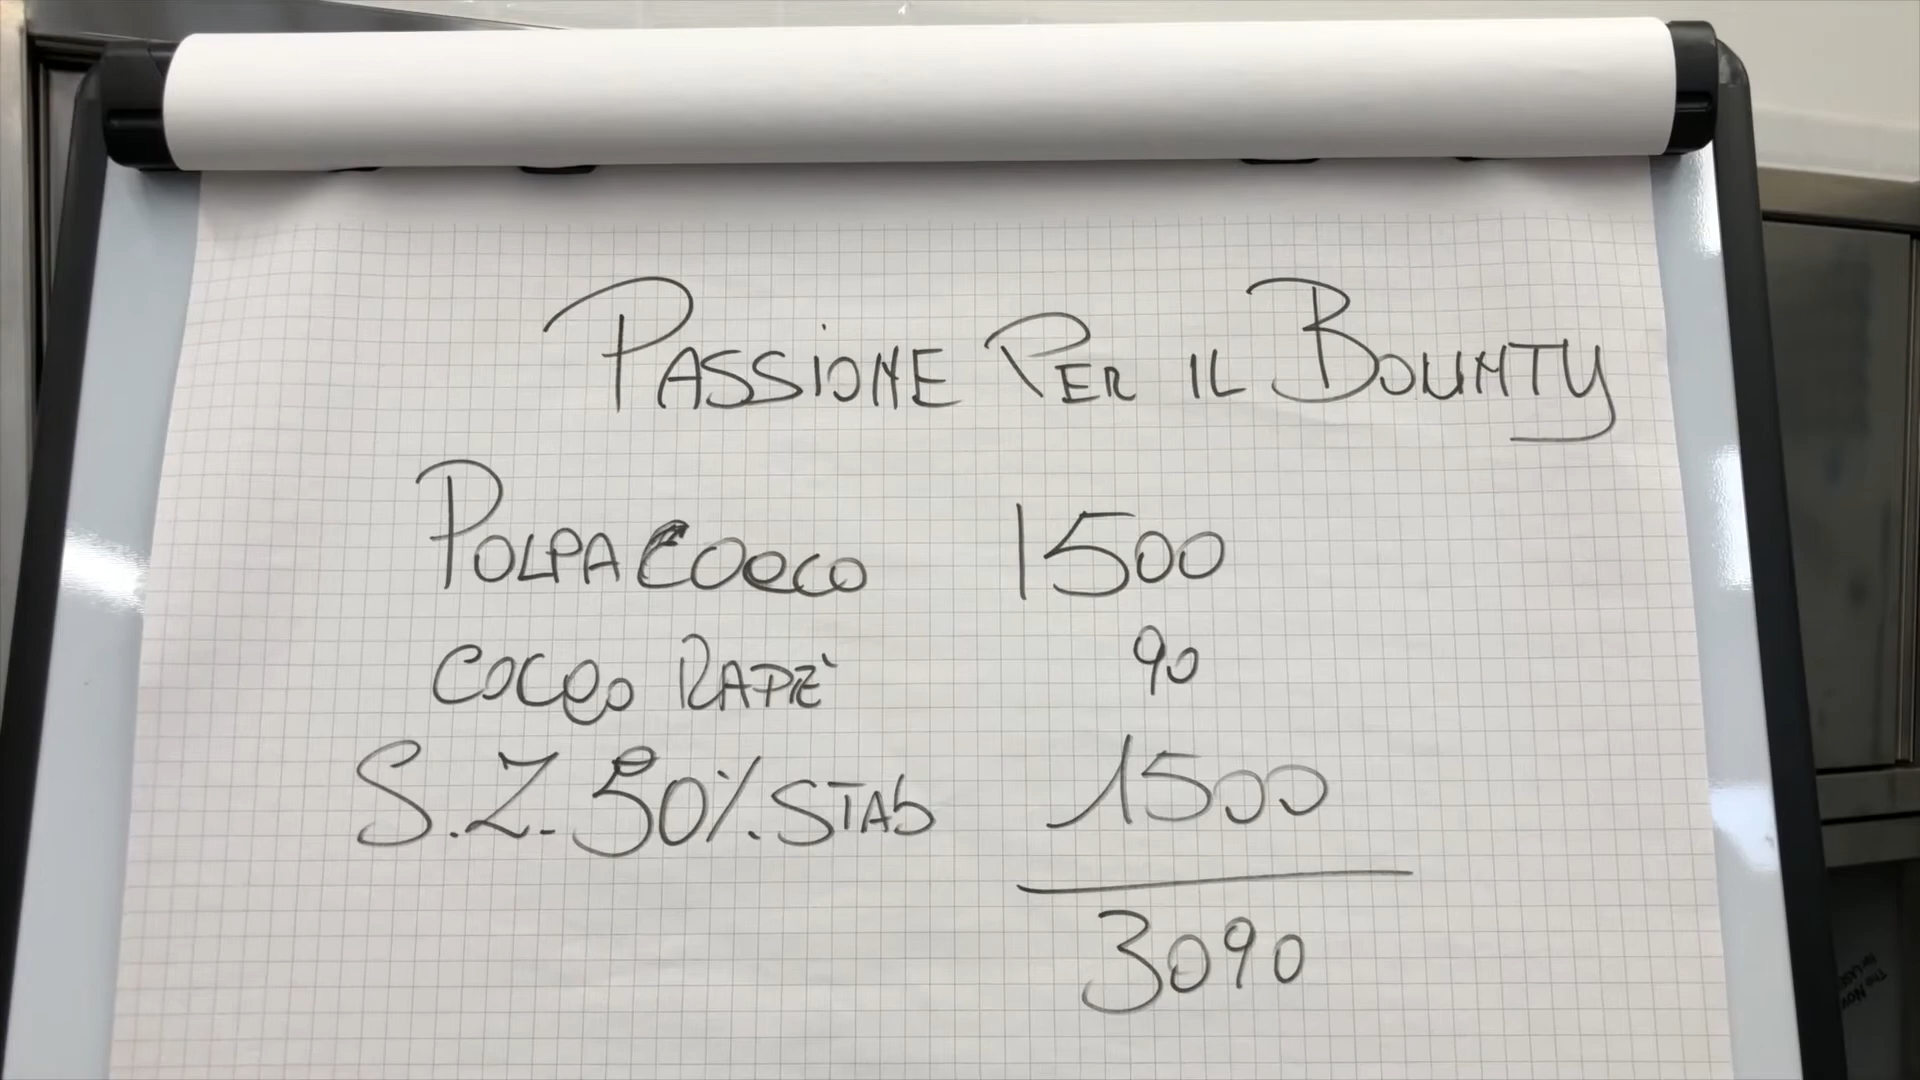 PASSIONE PER IL BOUNTY
POLPA COCCO 1500
COCCO RAPÈ 90
S.Z. 50% STAB 1500
3090